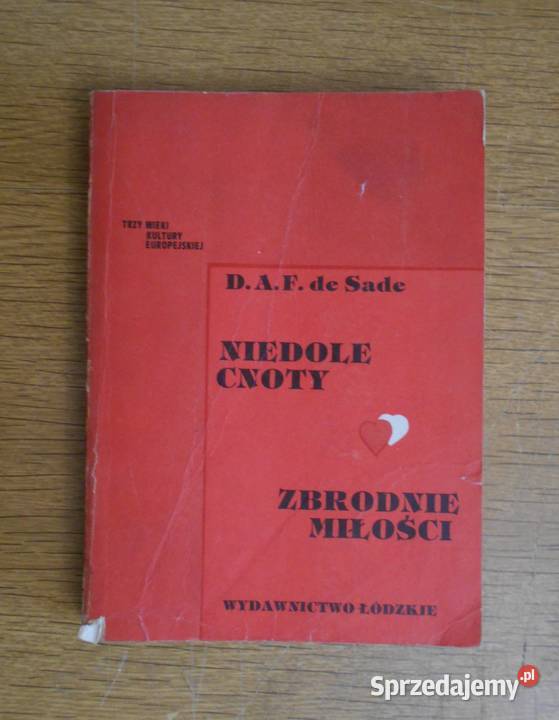 TRZY WIEKI
KULTURY
EUROPEJSKIEJ
D. A. F. de Sade
NIEDOLE
CNOTY
ZBRODNIE
MIŁOŚCI
WYDAWNICTWO ŁÓDZKIE
Sprzedajemy.pl